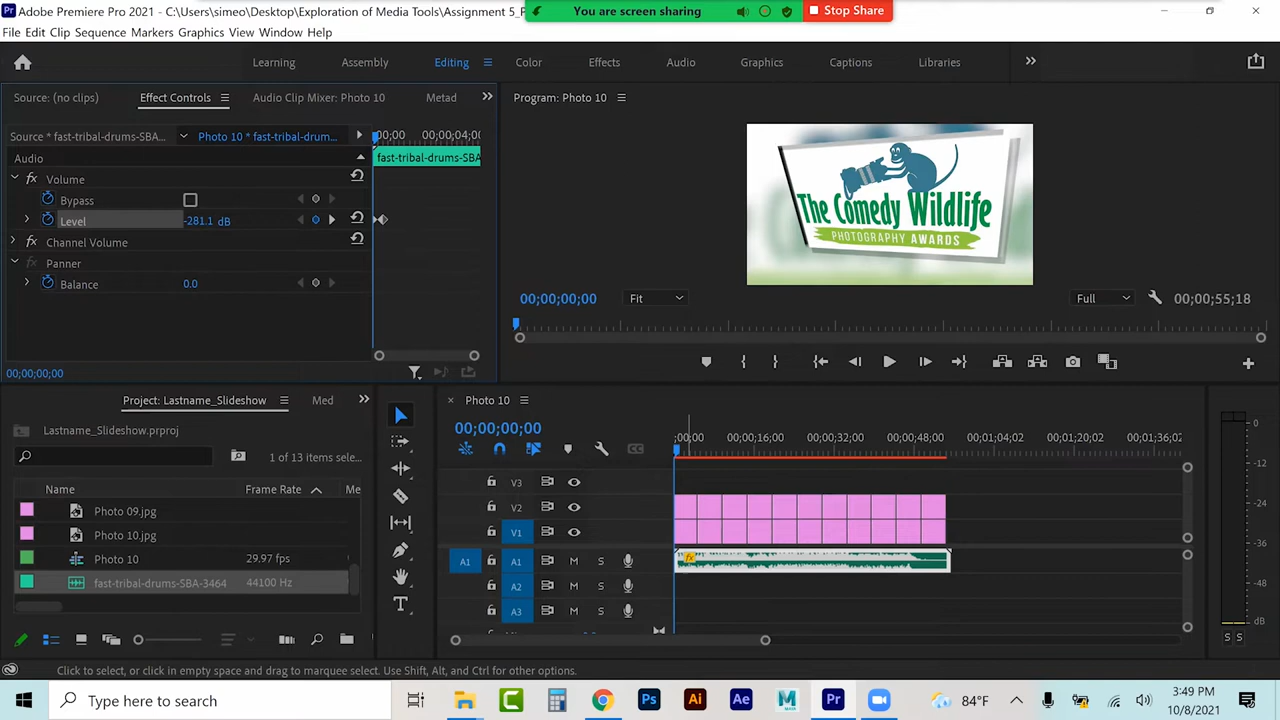 Adobe Premiere Pro 2021 - C:\Users\simeo\Desktop\Exploration of Media Tools\Assignment 5_P
You are screen sharing
Stop Share
File Edit Clip Sequence Markers Graphics View Window Help
Learning Assembly Editing Color Effects Audio Graphics Captions Libraries
Source: (no clips) Effect Controls Audio Clip Mixer: Photo 10 Metad
Program: Photo 10
Source * fast-tribal-drums-SBA... Photo 10 * fast-tribal-drum...
00;00 00;00;04;0
Audio
fast-tribal-drums-SBA
fx Volume
Bypass
Level -281.1 dB
fx Channel Volume
fx Panner
Balance 0.0
00;00;00;00
The Comedy Wildlife
PHOTOGRAPHY AWARDS
00;00;00;00 Fit Full 00;00;55;18
Project: Lastname_Slideshow Med
Lastname_Slideshow.prproj
1 of 13 items sele...
Name Frame Rate Me
Photo 09.jpg
Photo 10.jpg
Photo 10 29.97 fps
fast-tribal-drums-SBA-3464 44100 Hz
Photo 10
00;00;00;00
;00;00 00;00;16;00 00;00;32;00 00;00;48;00 00;01;04;02 00;01;20;02 00;01;36;02
V3
V2
V1
A1 A1 M S
A2 M S
A3 M S
fx
0
-12
-24
-36
-48
dB
S S
Click to select, or click in empty space and drag to marquee select. Use Shift, Alt, and Ctrl for other options.
Type here to search
Ps Ai Ae M Pr
84°F
3:49 PM
10/8/2021